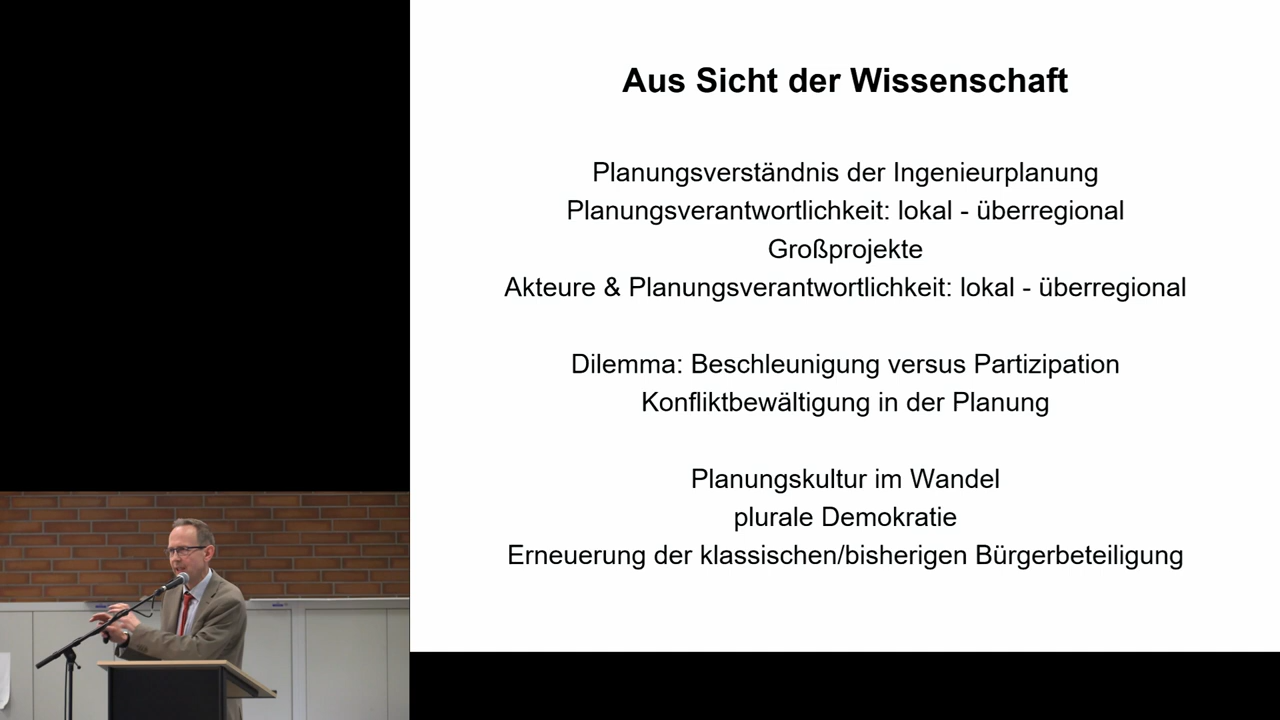 Aus Sicht der Wissenschaft
Planungsverständnis der Ingenieurplanung
Planungsverantwortlichkeit: lokal - überregional
Großprojekte
Akteure & Planungsverantwortlichkeit: lokal - überregional
Dilemma: Beschleunigung versus Partizipation
Konfliktbewältigung in der Planung
Planungskultur im Wandel
plurale Demokratie
Erneuerung der klassischen/bisherigen Bürgerbeteiligung